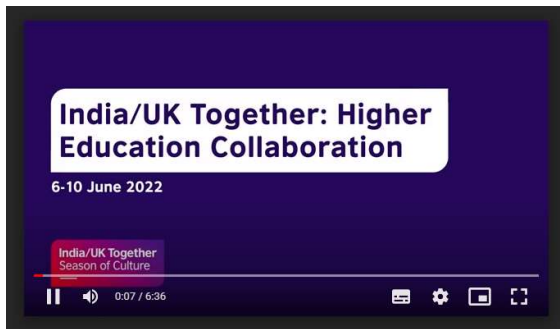 India/UK Together: Higher
Education Collaboration
6-10 June 2022
India/UK Together
Season of Culture
0:07 / 6:36